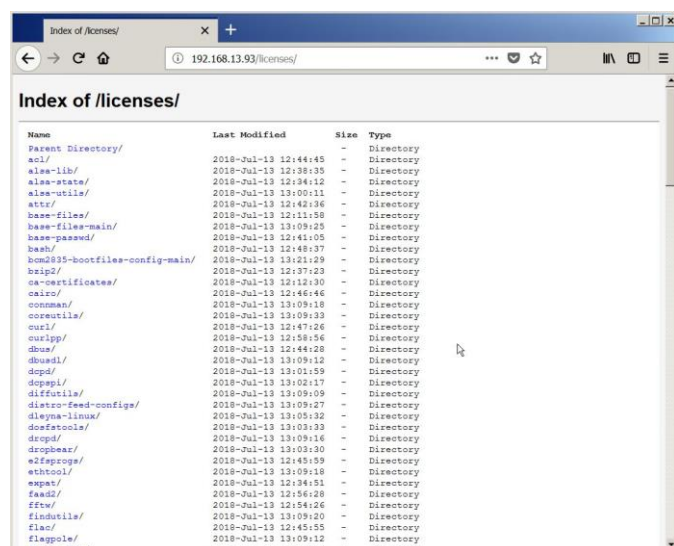 Index of /licenses/
192.168.13.93/licenses/
Index of /licenses/
Name Last Modified Size Type
Parent Directory/ - Directory
acl/ 2018-Jul-13 12:44:45 - Directory
alsa-lib/ 2018-Jul-13 12:38:35 - Directory
alsa-state/ 2018-Jul-13 12:34:12 - Directory
alsa-utils/ 2018-Jul-13 13:00:11 - Directory
attr/ 2018-Jul-13 12:42:36 - Directory
base-files/ 2018-Jul-13 12:11:58 - Directory
base-files-main/ 2018-Jul-13 13:09:25 - Directory
base-passwd/ 2018-Jul-13 12:41:05 - Directory
bash/ 2018-Jul-13 12:48:37 - Directory
bcm2835-bootfiles-config-main/ 2018-Jul-13 13:21:29 - Directory
bzip2/ 2018-Jul-13 12:37:23 - Directory
ca-certificates/ 2018-Jul-13 12:12:30 - Directory
cairo/ 2018-Jul-13 12:46:46 - Directory
connman/ 2018-Jul-13 13:09:18 - Directory
coreutils/ 2018-Jul-13 13:09:33 - Directory
curl/ 2018-Jul-13 12:47:26 - Directory
curlpp/ 2018-Jul-13 12:58:56 - Directory
dbus/ 2018-Jul-13 12:44:28 - Directory
dbusdl/ 2018-Jul-13 13:09:12 - Directory
dcpd/ 2018-Jul-13 13:01:59 - Directory
dcpspi/ 2018-Jul-13 13:02:17 - Directory
diffutils/ 2018-Jul-13 13:09:09 - Directory
distro-feed-configs/ 2018-Jul-13 13:09:27 - Directory
dleyna-linux/ 2018-Jul-13 13:05:32 - Directory
dosfstools/ 2018-Jul-13 13:03:33 - Directory
drcpd/ 2018-Jul-13 13:09:16 - Directory
dropbear/ 2018-Jul-13 13:03:30 - Directory
e2fsprogs/ 2018-Jul-13 12:45:59 - Directory
ethtool/ 2018-Jul-13 13:09:18 - Directory
expat/ 2018-Jul-13 12:34:51 - Directory
faad2/ 2018-Jul-13 12:56:28 - Directory
fftw/ 2018-Jul-13 12:54:26 - Directory
findutils/ 2018-Jul-13 13:09:20 - Directory
flac/ 2018-Jul-13 12:45:55 - Directory
flagpole/ 2018-Jul-13 13:09:12 - Directory